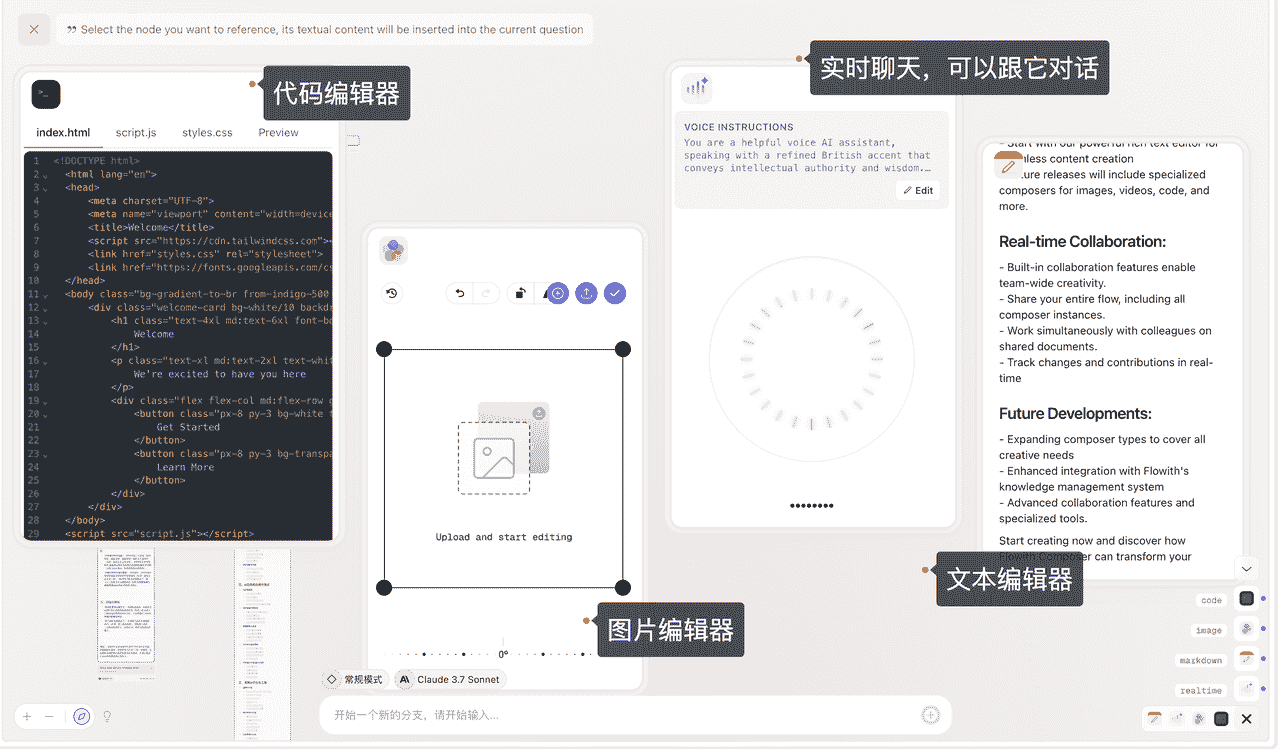 Select the node you want to reference, its textual content will be inserted into the current question
代码编辑器
>_
index.html script.js styles.css Preview
1 <!DOCTYPE html>
2 <html lang="en">
3 <head>
4 <meta charset="UTF-8">
5 <meta name="viewport" content="width=device
6 <title>Welcome</title>
7 <script src="https://cdn.tailwindcss.com"><
8 <link href="styles.css" rel="stylesheet">
9 <link href="https://fonts.googleapis.com/cs
10 </head>
11 <body class="bg-gradient-to-br from-indigo-500
12 <div class="welcome-card bg-white/10 backdr
13 <h1 class="text-4xl md:text-6xl font-bo
14 Welcome
15 </h1>
16 <p class="text-xl md:text-2xl text-whit
17 We're excited to have you here
18 </p>
19 <div class="flex flex-col md:flex-row g
20 <button class="px-8 py-3 bg-white t
21 Get Started
22 </button>
23 <button class="px-8 py-3 bg-transpa
24 Learn More
25 </button>
26 </div>
27 </div>
28 </body>
29 <script src="script.js"></script>
Upload and start editing
0°
图片编辑器
实时聊天，可以跟它对话
VOICE INSTRUCTIONS
You are a helpful voice AI assistant,
speaking with a refined British accent that
conveys intellectual authority and wisdom.…
Edit
- Start with our powerful rich text editor for
less content creation
ure releases will include specialized
composers for images, videos, code, and
more.
Real-time Collaboration:
- Built-in collaboration features enable
team-wide creativity.
- Share your entire flow, including all
composer instances.
- Work simultaneously with colleagues on
shared documents.
- Track changes and contributions in real-
time
Future Developments:
- Expanding composer types to cover all
creative needs
- Enhanced integration with Flowith's
knowledge management system
- Advanced collaboration features and
specialized tools.
Start creating now and discover how
Flowith Composer can transform your
文本编辑器
code
image
markdown
realtime
常规模式 Claude 3.7 Sonnet
开始一个新的分支，请开始输入...